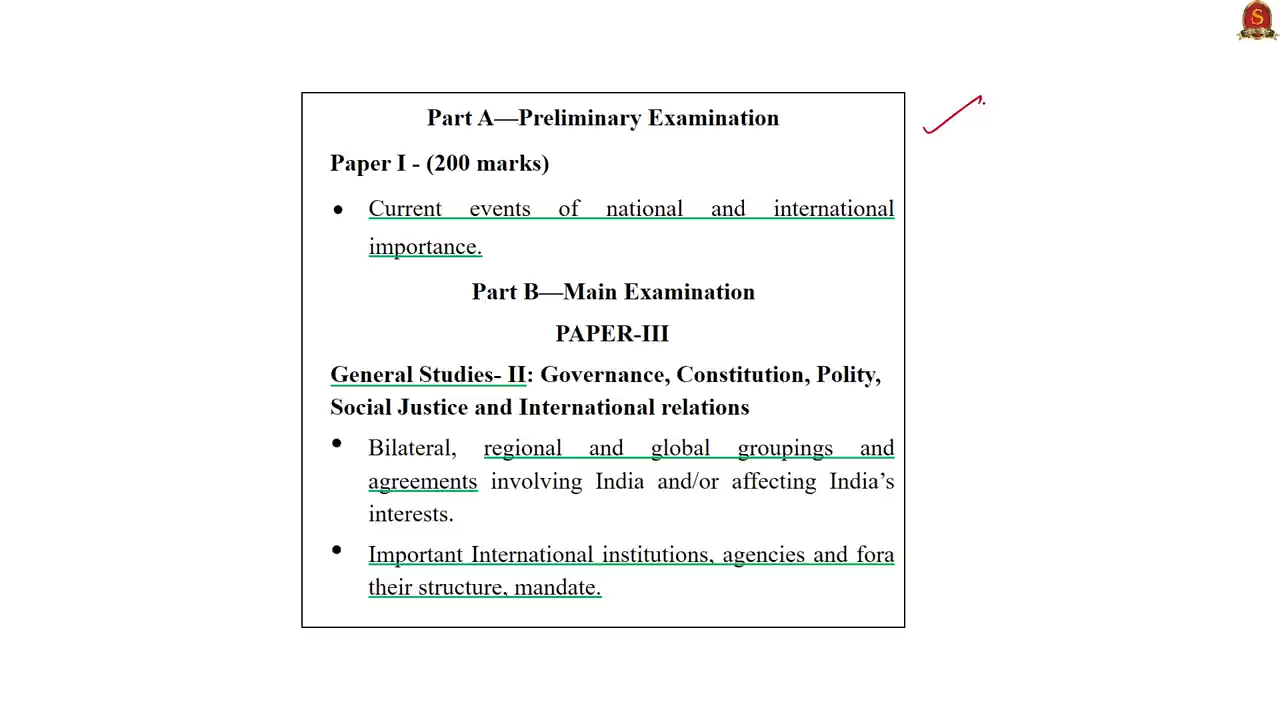 S
Part A—Preliminary Examination
Paper I - (200 marks)
• Current events of national and international
importance.
Part B—Main Examination
PAPER-III
General Studies- II: Governance, Constitution, Polity,
Social Justice and International relations
• Bilateral, regional and global groupings and
agreements involving India and/or affecting India’s
interests.
• Important International institutions, agencies and fora
their structure, mandate.